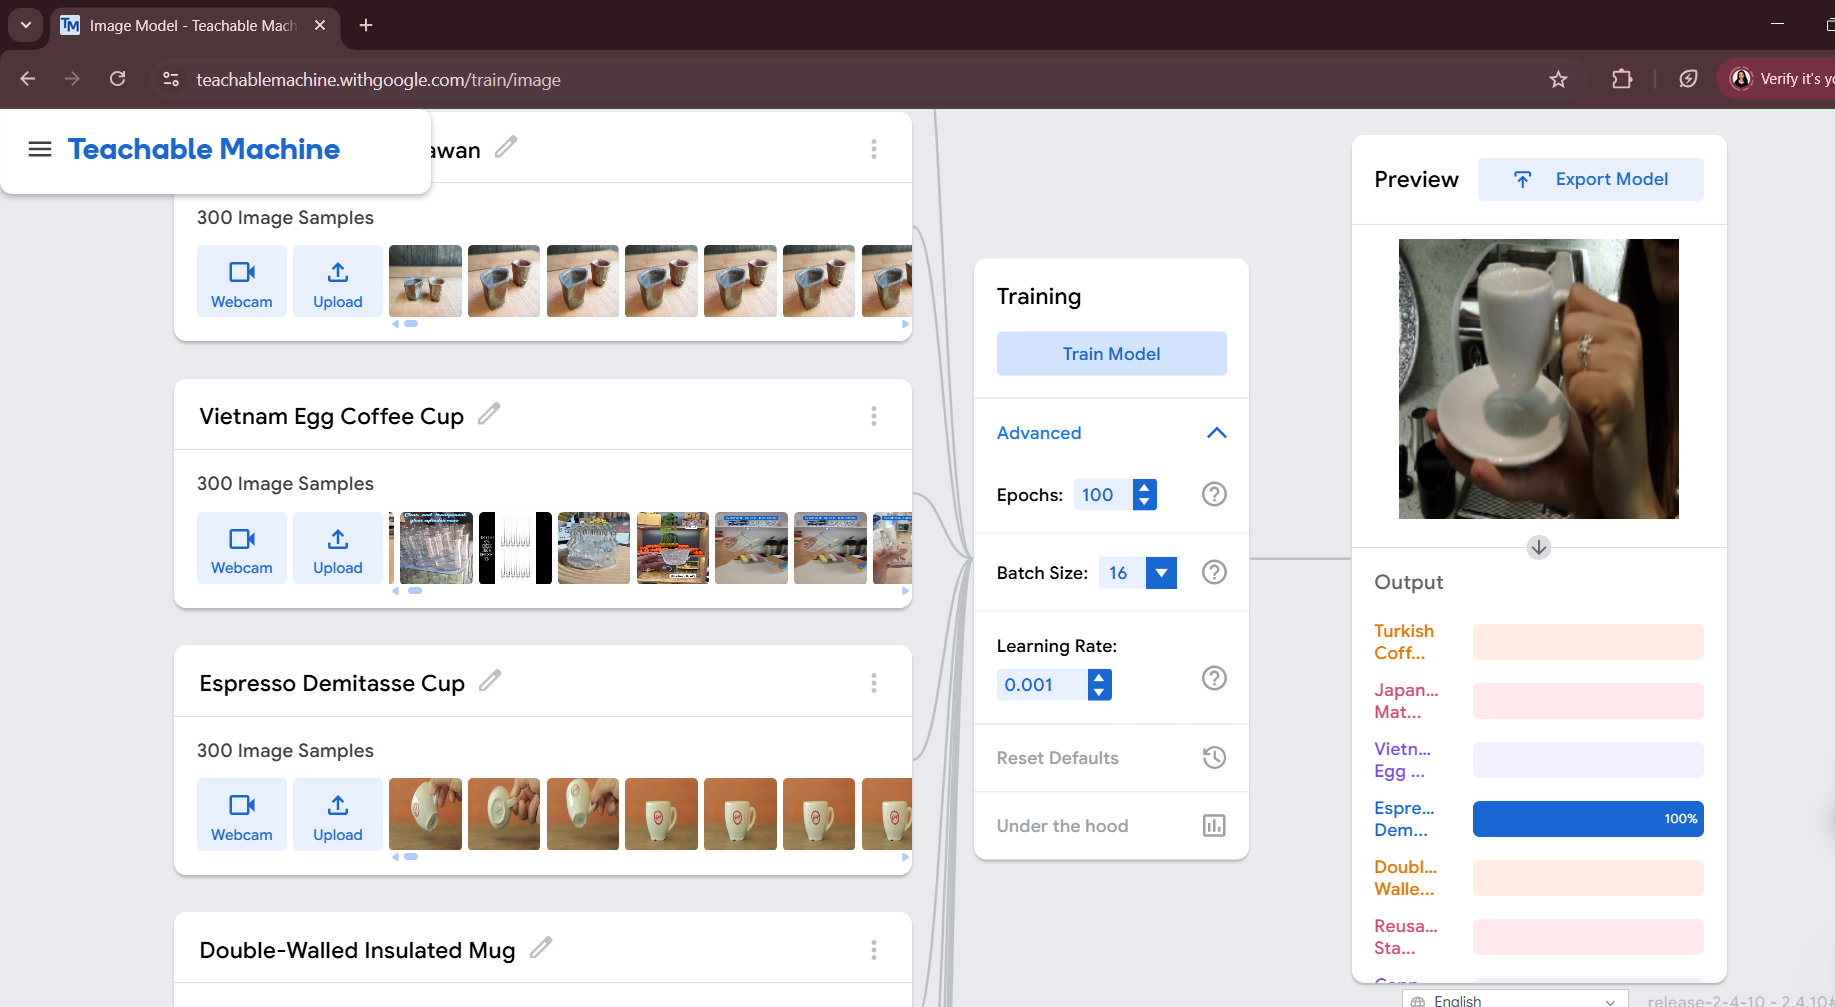 Image Model - Teachable Mach
teachablemachine.withgoogle.com/train/image
Verify it's yo
Teachable Machine
awan
300 Image Samples
Webcam
Upload
Vietnam Egg Coffee Cup
300 Image Samples
Webcam
Upload
Espresso Demitasse Cup
300 Image Samples
Webcam
Upload
Double-Walled Insulated Mug
Training
Train Model
Advanced
Epochs: 100
Batch Size: 16
Learning Rate:
0.001
Reset Defaults
Under the hood
Preview
Export Model
Output
Turkish
Coff...
Japan...
Mat...
Vietn...
Egg ...
Espre...
Dem...
100%
Doubl...
Walle...
Reusa...
Sta...
English
release-2-4-10 - 2.4.10